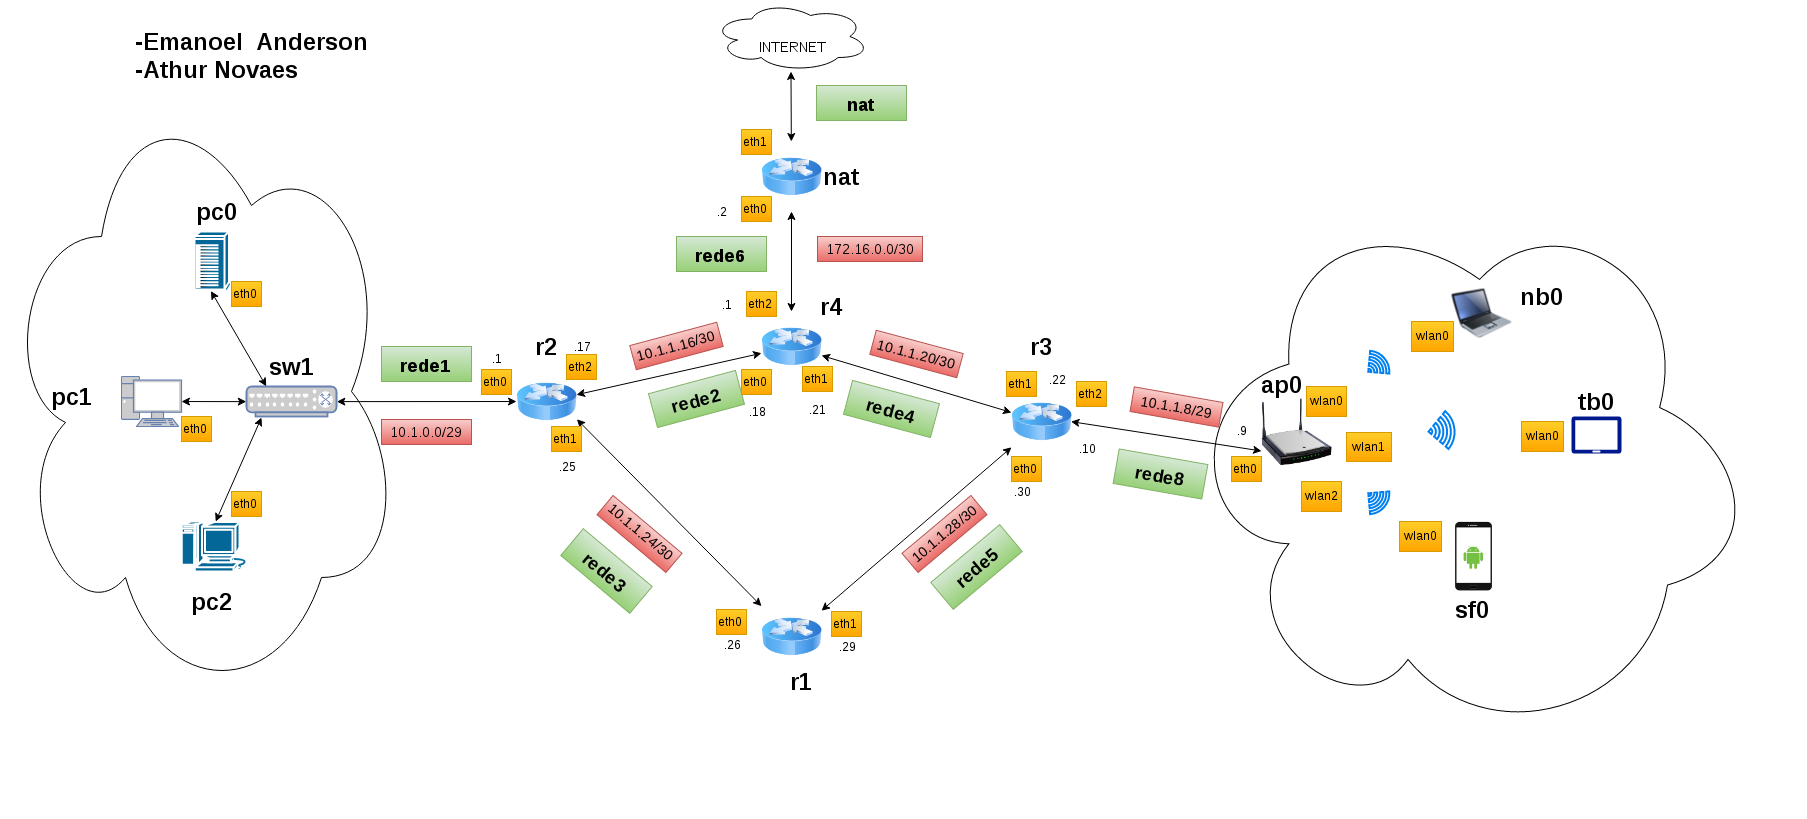 -Emanoel  Anderson
-Athur Novaes
INTERNET
nat
eth1
nat
.2
eth0
rede6
172.16.0.0/30
.1
eth2
r4
pc0
eth0
pc1
eth0
sw1
eth0
pc2
rede1
10.1.0.0/29
.1
eth0
r2
.17
eth2
eth1
.25
10.1.1.16/30
rede2
eth0
.18
eth1
.21
10.1.1.20/30
rede4
r3
eth1
.22
eth2
.10
eth0
.30
10.1.1.8/29
rede8
.9
eth0
ap0
wlan0
wlan1
wlan2
wlan0
nb0
wlan0
tb0
wlan0
sf0
10.1.1.24/30
rede3
10.1.1.28/30
rede5
eth0
.26
eth1
.29
r1